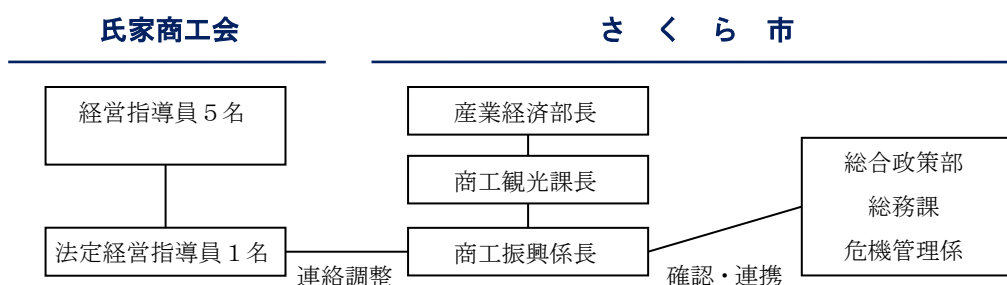 氏家商工会
さくら市
経営指導員５名
産業経済部長
商工観光課長
総合政策部
総務課
危機管理係
法定経営指導員１名
連絡調整
商工振興係長
確認・連携